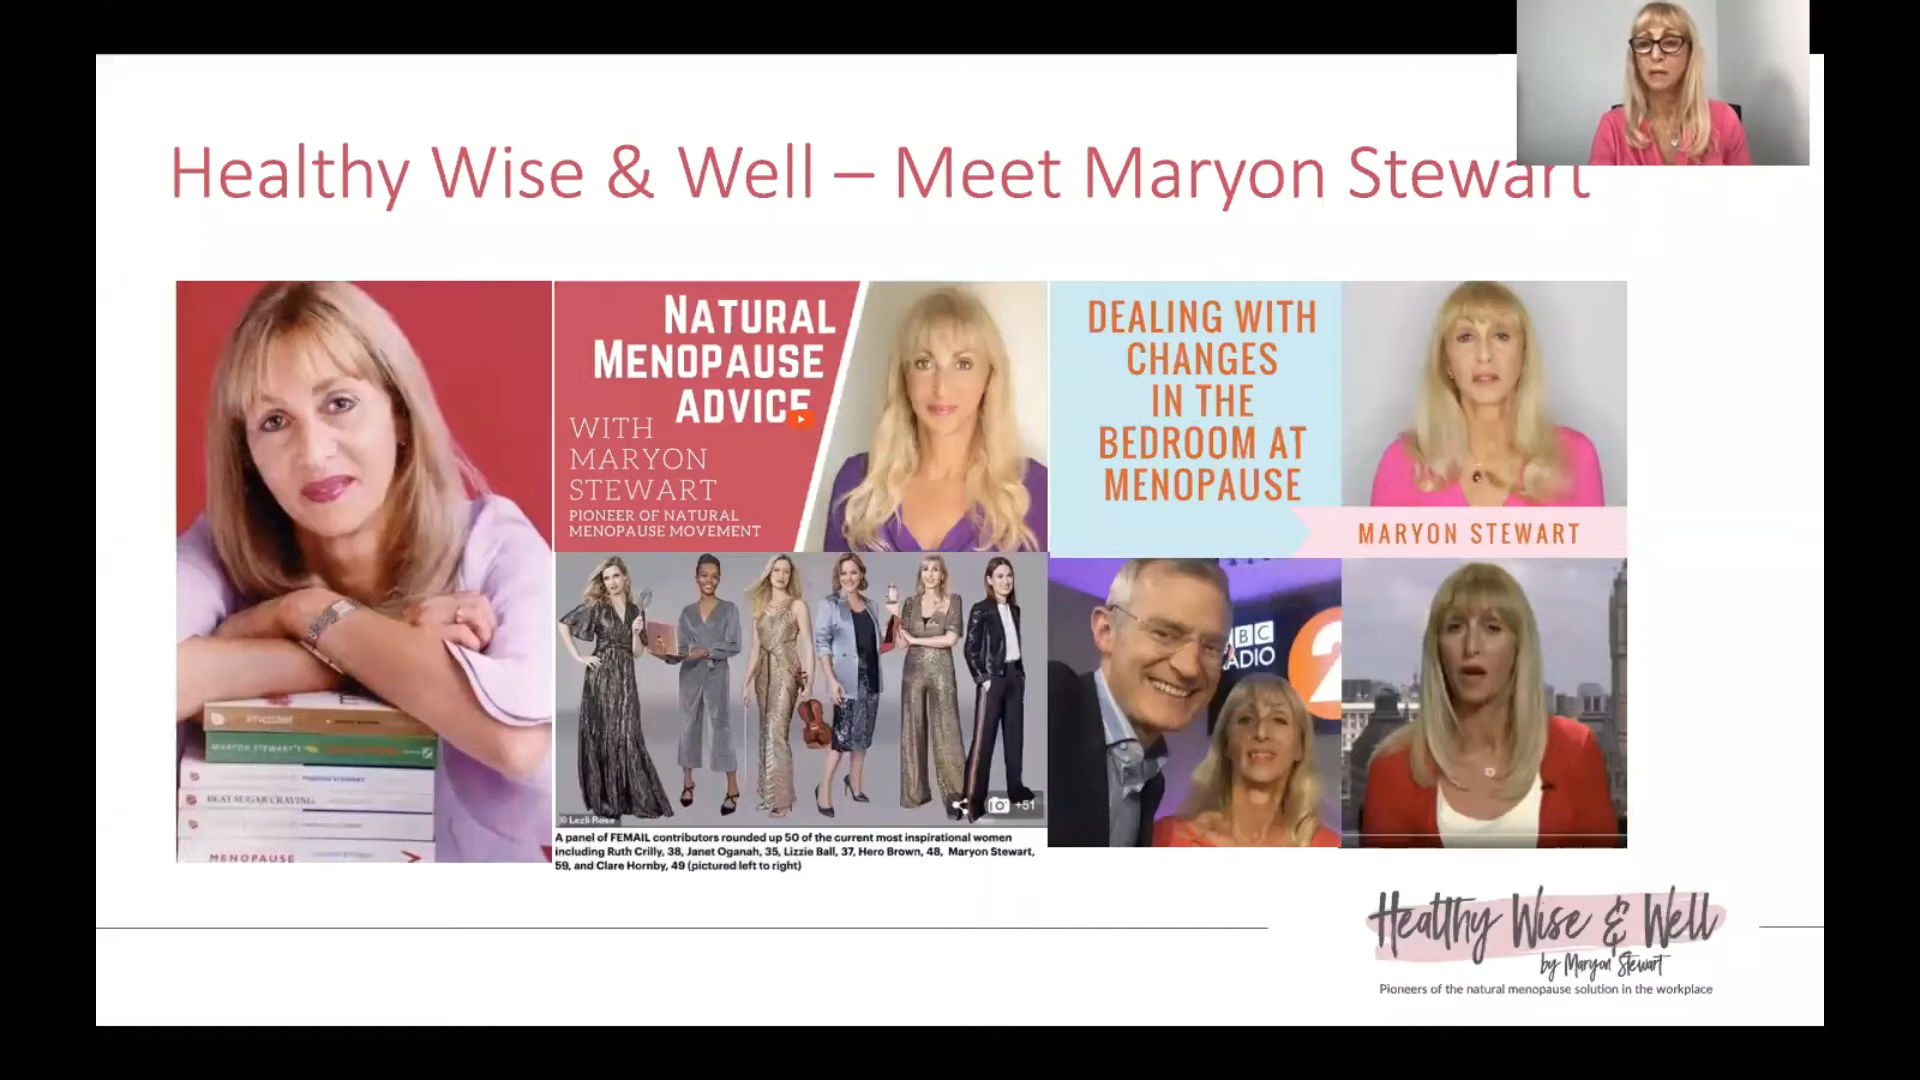 Healthy Wise & Well – Meet Maryon Stewart
NATURAL
MENOPAUSE
ADVICE
WITH
MARYON
STEWART
PIONEER OF NATURAL
MENOPAUSE MOVEMENT
DEALING WITH
CHANGES
IN THE
BEDROOM AT
MENOPAUSE
MARYON STEWART
BBC
RADIO
2
MARYON STEWART'S
BEAT SUGAR CRAVING
MENOPAUSE
© Lezli Rose
+51
A panel of FEMAIL contributors rounded up 50 of the current most inspirational women
including Ruth Crilly, 38, Janet Oganah, 35, Lizzie Ball, 37, Hero Brown, 48, Maryon Stewart,
59, and Clare Hornby, 49 (pictured left to right)
Healthy Wise & Well
by Maryon Stewart
Pioneers of the natural menopause solution in the workplace